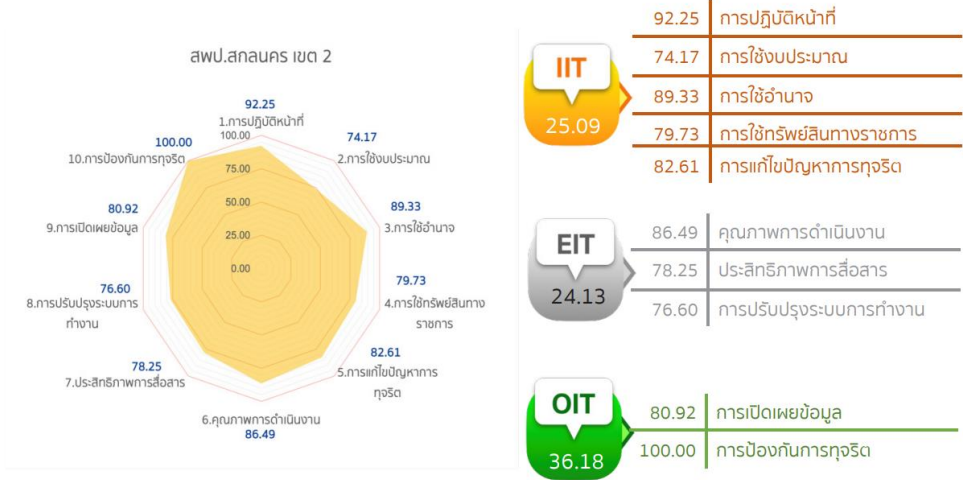 สพป.สกลนคร เขต 2
92.25
1.การปฏิบัติหน้าที่
100.00
75.00
50.00
25.00
0.00
74.17
2.การใช้งบประมาณ
89.33
3.การใช้อำนาจ
79.73
4.การใช้ทรัพย์สินทาง
ราชการ
82.61
5.การแก้ไขปัญหาการ
ทุจริต
6.คุณภาพการดำเนินงาน
86.49
78.25
7.ประสิทธิภาพการสื่อสาร
76.60
8.การปรับปรุงระบบการ
ทำงาน
80.92
9.การเปิดเผยข้อมูล
100.00
10.การป้องกันการทุจริต
IIT
25.09
92.25 การปฏิบัติหน้าที่
74.17 การใช้งบประมาณ
89.33 การใช้อำนาจ
79.73 การใช้ทรัพย์สินทางราชการ
82.61 การแก้ไขปัญหาการทุจริต
EIT
24.13
86.49 คุณภาพการดำเนินงาน
78.25 ประสิทธิภาพการสื่อสาร
76.60 การปรับปรุงระบบการทำงาน
OIT
36.18
80.92 การเปิดเผยข้อมูล
100.00 การป้องกันการทุจริต